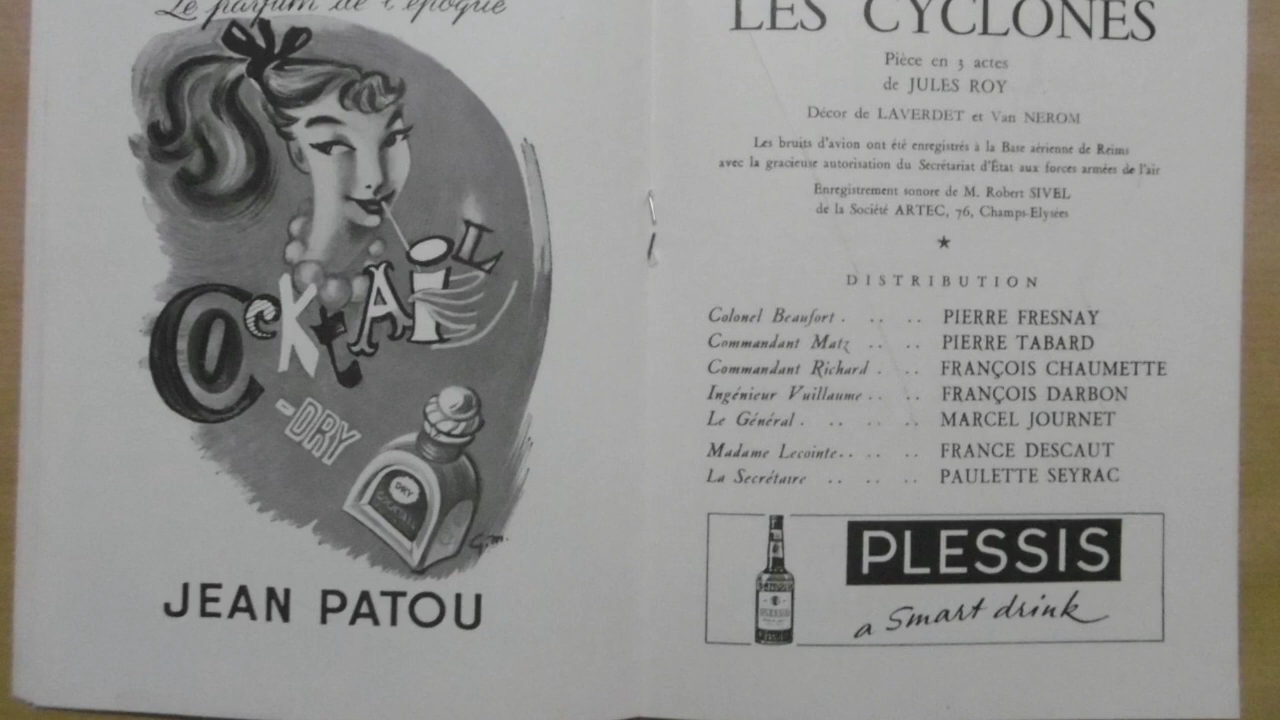 Le parfum de l'époque
COCKTAIL
-DRY
DRY
COCKTAIL
G.m.
JEAN PATOU
LES CYCLONES
Pièce en 3 actes
de JULES ROY
Décor de LAVERDET et Van NEROM
Les bruits d'avion ont été enregistrés à la Base aérienne de Reims
avec la gracieuse autorisation du Secrétariat d'État aux forces armées de l'air
Enregistrement sonore de M. Robert SIVEL
de la Société ARTEC, 76, Champs-Elysées
★
DISTRIBUTION
Colonel Beaufort . .. .. PIERRE FRESNAY
Commandant Matz .. .. PIERRE TABARD
Commandant Richard . .. FRANÇOIS CHAUMETTE
Ingénieur Vuillaume .. .. FRANÇOIS DARBON
Le Général . .. .. .. MARCEL JOURNET
Madame Lecointe .. .. .. FRANCE DESCAUT
La Secrétaire .. .. .. PAULETTE SEYRAC
PLESSIS
a smart drink